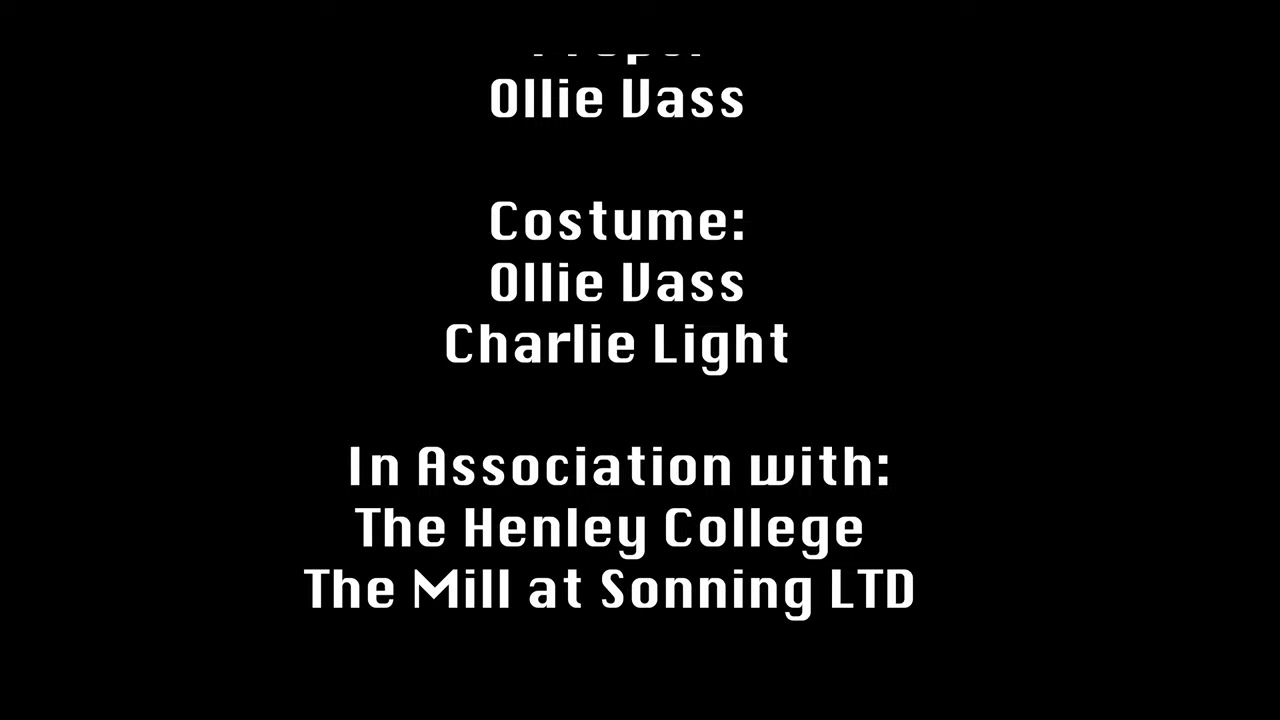 Ollie Vass
Costume:
Ollie Vass
Charlie Light
In Association with:
The Henley College
The Mill at Sonning LTD